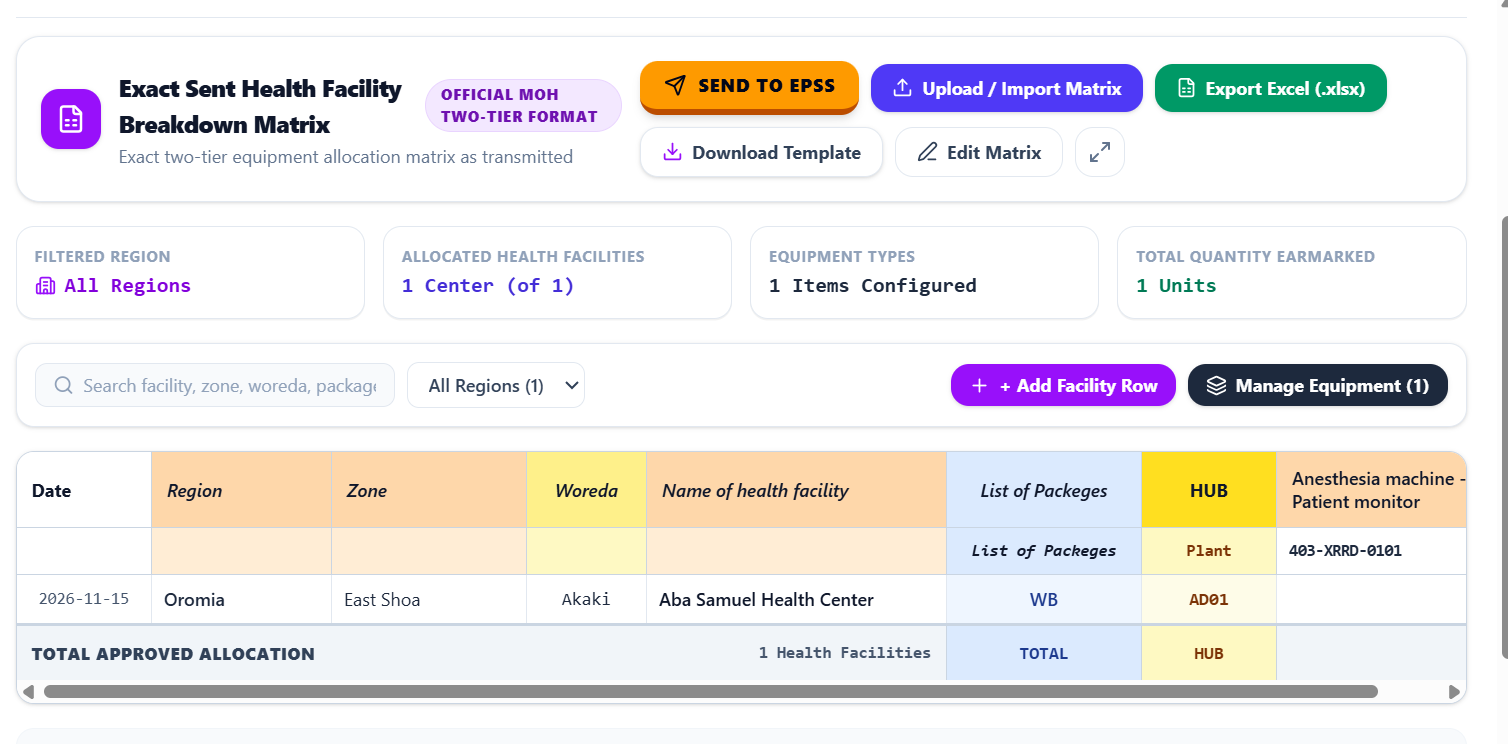 Exact Sent Health Facility
Breakdown Matrix
Exact two-tier equipment allocation matrix as transmitted
OFFICIAL MOH
TWO-TIER FORMAT
SEND TO EPSS
Upload / Import Matrix
Export Excel (.xlsx)
Download Template
Edit Matrix
FILTERED REGION
All Regions
ALLOCATED HEALTH FACILITIES
1 Center (of 1)
EQUIPMENT TYPES
1 Items Configured
TOTAL QUANTITY EARMARKED
1 Units
Search facility, zone, woreda, package
All Regions (1)
+ Add Facility Row
Manage Equipment (1)
Date Region Zone Woreda Name of health facility List of Packeges HUB Anesthesia machine -
Patient monitor
List of Packeges Plant 403-XRRD-0101
2026-11-15 Oromia East Shoa Akaki Aba Samuel Health Center WB AD01
TOTAL APPROVED ALLOCATION 1 Health Facilities TOTAL HUB